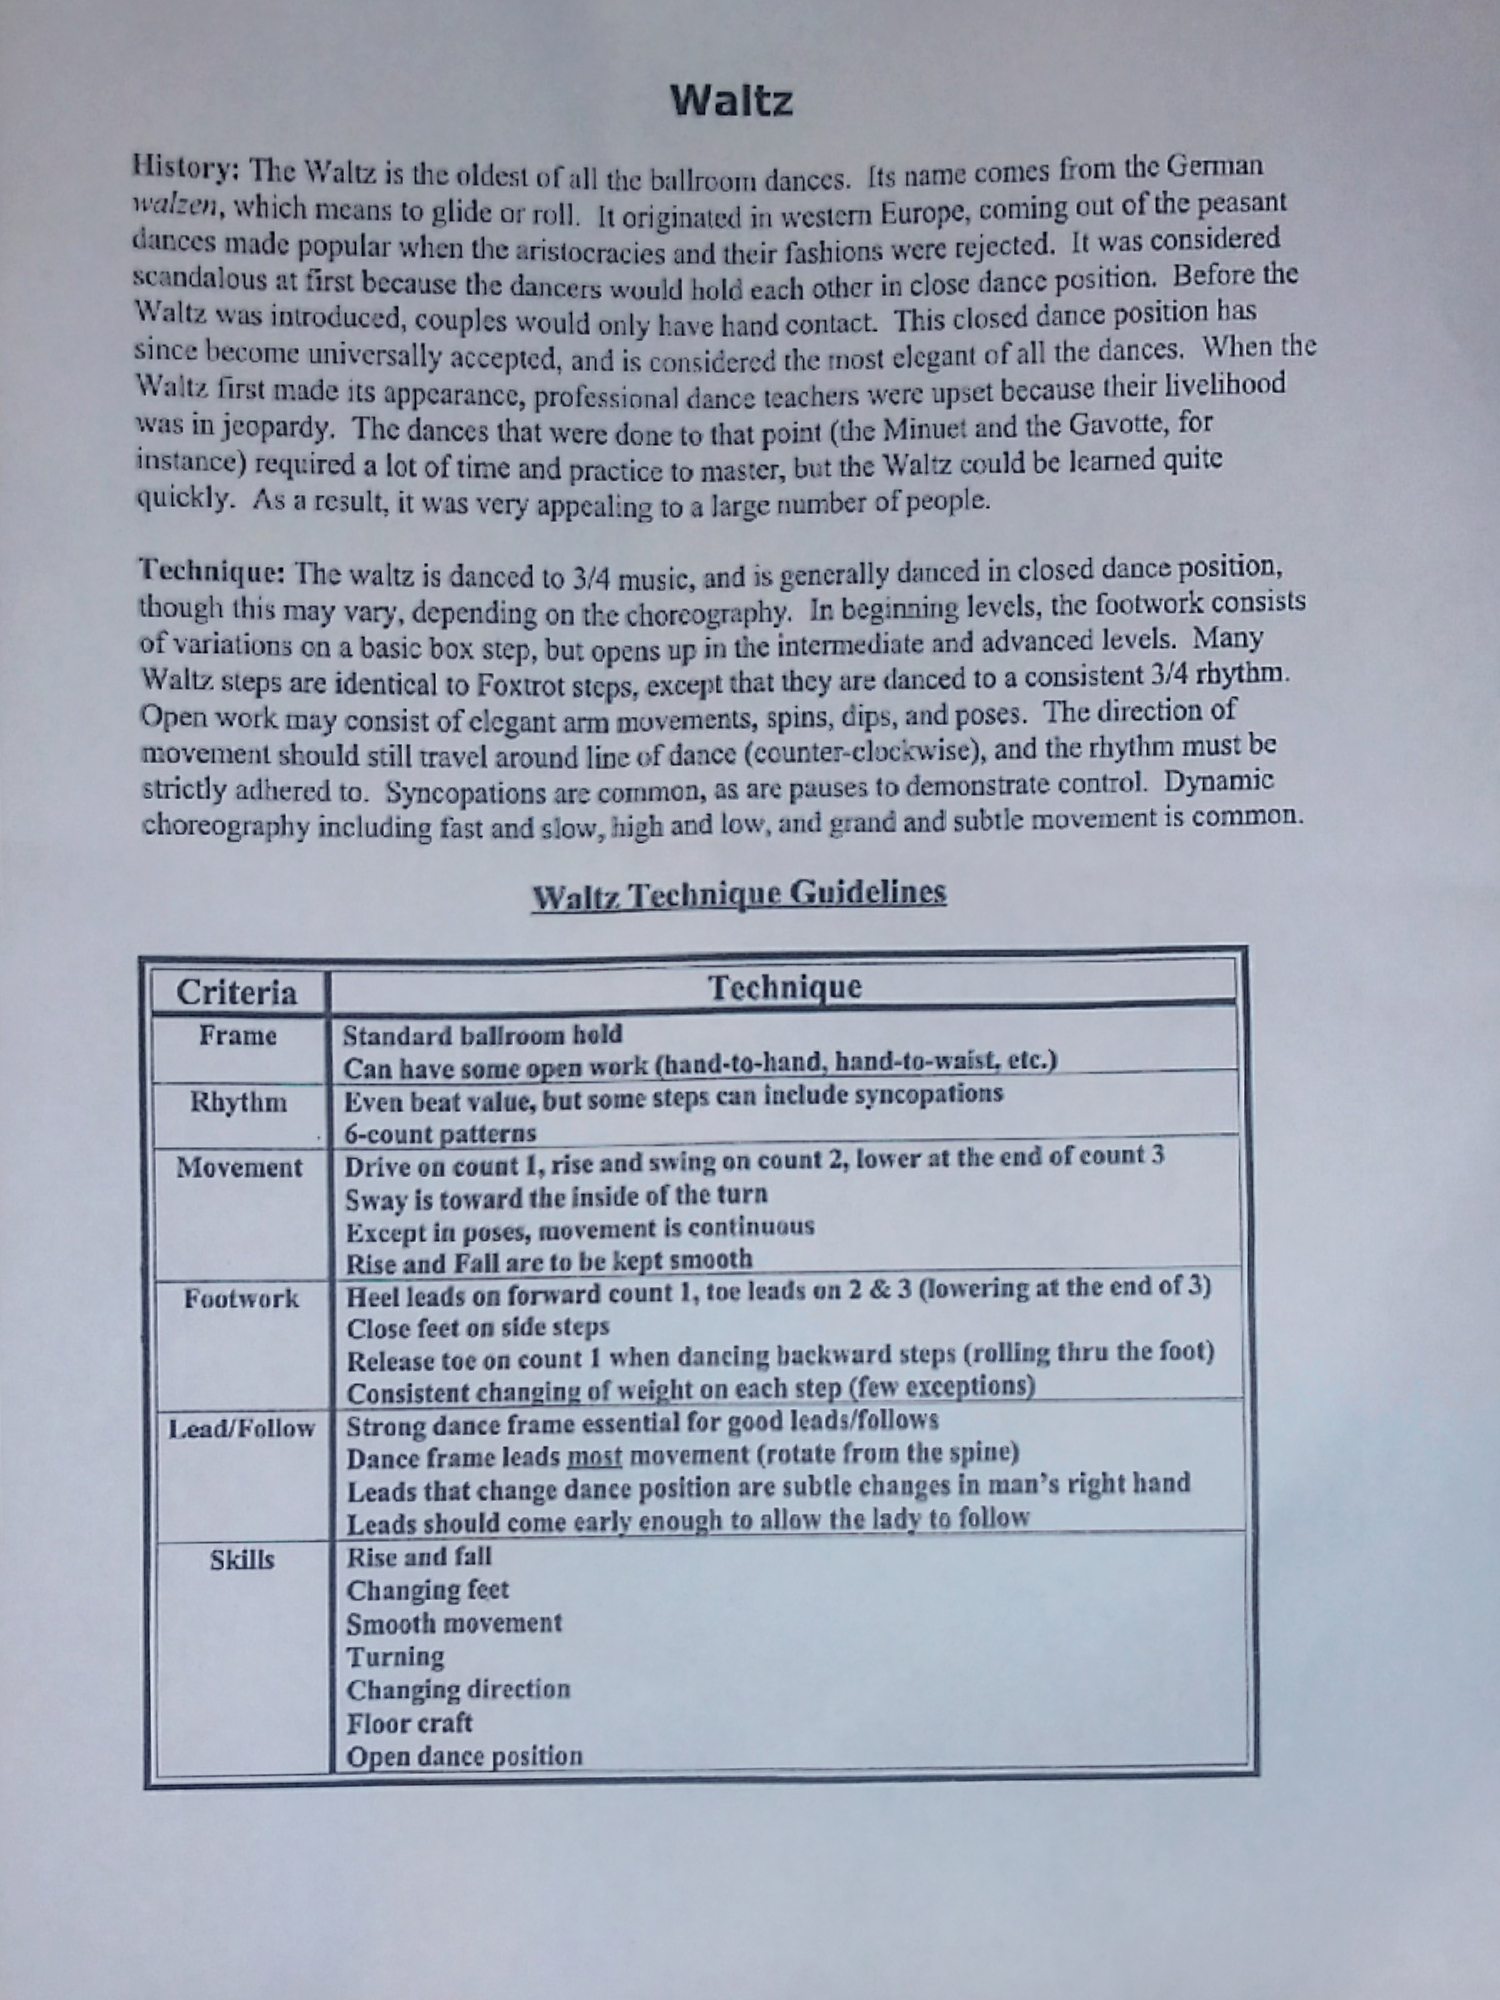 Waltz
History: The Waltz is the oldest of all the ballroom dances. Its name comes from the German
walzen, which means to glide or roll. It originated in western Europe, coming out of the peasant
dances made popular when the aristocracies and their fashions were rejected. It was considered
scandalous at first because the dancers would hold each other in close dance position. Before the
Waltz was introduced, couples would only have hand contact. This closed dance position has
since become universally accepted, and is considered the most elegant of all the dances. When the
Waltz first made its appearance, professional dance teachers were upset because their livelihood
was in jeopardy. The dances that were done to that point (the Minuet and the Gavotte, for
instance) required a lot of time and practice to master, but the Waltz could be learned quite
quickly. As a result, it was very appealing to a large number of people.
Technique: The waltz is danced to 3/4 music, and is generally danced in closed dance position,
though this may vary, depending on the choreography. In beginning levels, the footwork consists
of variations on a basic box step, but opens up in the intermediate and advanced levels. Many
Waltz steps are identical to Foxtrot steps, except that they are danced to a consistent 3/4 rhythm.
Open work may consist of elegant arm movements, spins, dips, and poses. The direction of
movement should still travel around line of dance (counter-clockwise), and the rhythm must be
strictly adhered to. Syncopations are common, as are pauses to demonstrate control. Dynamic
choreography including fast and slow, high and low, and grand and subtle movement is common.
Waltz Technique Guidelines
Criteria Technique
Frame Standard ballroom hold
Can have some open work (hand-to-hand, hand-to-waist, etc.)
Rhythm Even beat value, but some steps can include syncopations
6-count patterns
Movement Drive on count 1, rise and swing on count 2, lower at the end of count 3
Sway is toward the inside of the turn
Except in poses, movement is continuous
Rise and Fall are to be kept smooth
Footwork Heel leads on forward count 1, toe leads on 2 & 3 (lowering at the end of 3)
Close feet on side steps
Release toe on count 1 when dancing backward steps (rolling thru the foot)
Consistent changing of weight on each step (few exceptions)
Lead/Follow Strong dance frame essential for good leads/follows
Dance frame leads most movement (rotate from the spine)
Leads that change dance position are subtle changes in man's right hand
Leads should come early enough to allow the lady to follow
Skills Rise and fall
Changing feet
Smooth movement
Turning
Changing direction
Floor craft
Open dance position